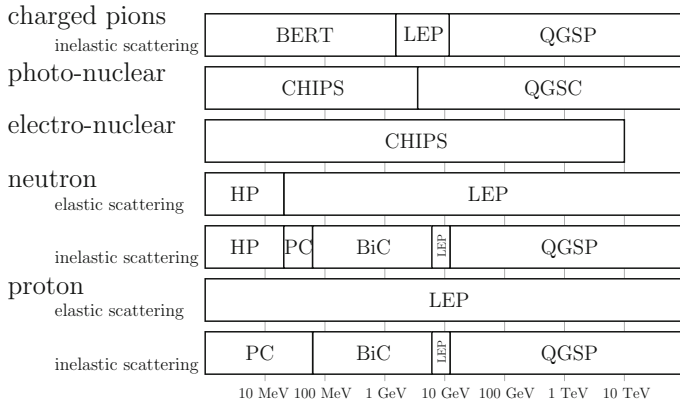 charged pions
inelastic scattering
BERT LEP QGSP
photo-nuclear
CHIPS QGSC
electro-nuclear
CHIPS
neutron
elastic scattering
HP LEP
inelastic scattering
HP PC BiC LEP QGSP
proton
elastic scattering
LEP
inelastic scattering
PC BiC LEP QGSP
10 MeV 100 MeV 1 GeV 10 GeV 100 GeV 1 TeV 10 TeV